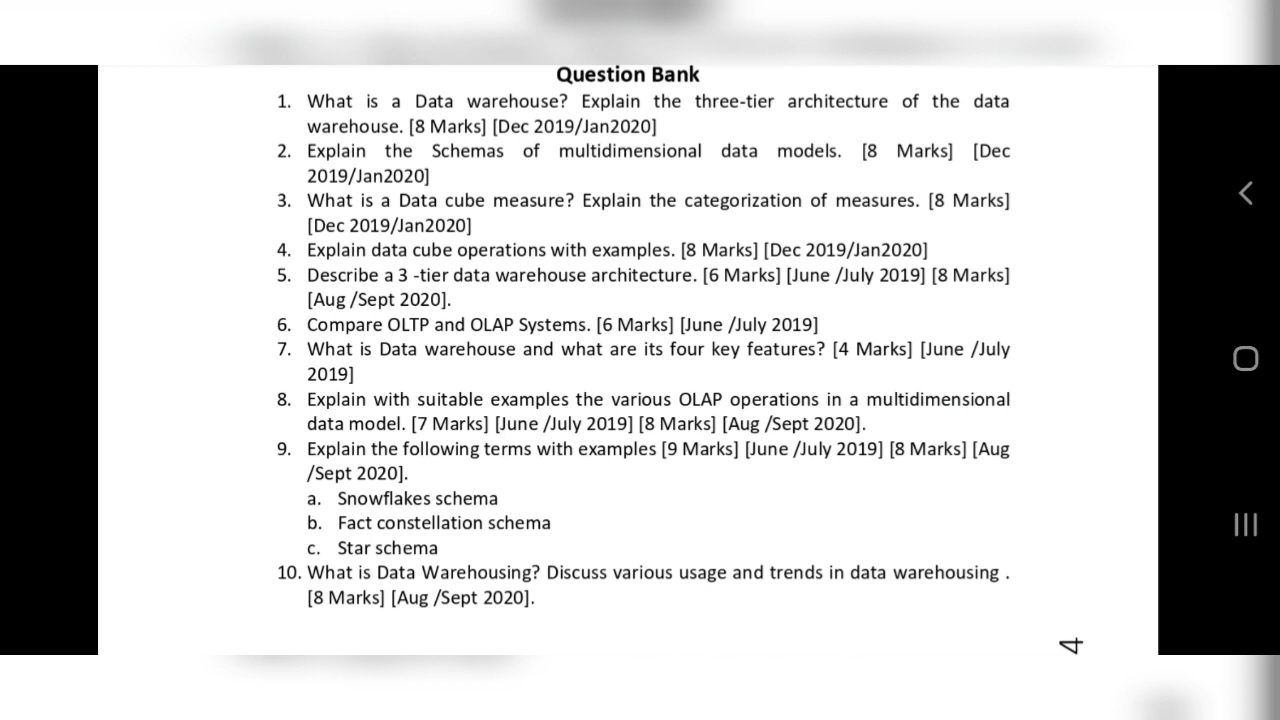 Question Bank
1. What is a Data warehouse? Explain the three-tier architecture of the data
warehouse. [8 Marks] [Dec 2019/Jan2020]
2. Explain the Schemas of multidimensional data models. [8 Marks] [Dec
2019/Jan2020]
3. What is a Data cube measure? Explain the categorization of measures. [8 Marks]
[Dec 2019/Jan2020]
4. Explain data cube operations with examples. [8 Marks] [Dec 2019/Jan2020]
5. Describe a 3 -tier data warehouse architecture. [6 Marks] [June /July 2019] [8 Marks]
[Aug /Sept 2020].
6. Compare OLTP and OLAP Systems. [6 Marks] [June /July 2019]
7. What is Data warehouse and what are its four key features? [4 Marks] [June /July
2019]
8. Explain with suitable examples the various OLAP operations in a multidimensional
data model. [7 Marks] [June /July 2019] [8 Marks] [Aug /Sept 2020].
9. Explain the following terms with examples [9 Marks] [June /July 2019] [8 Marks] [Aug
/Sept 2020].
a. Snowflakes schema
b. Fact constellation schema
c. Star schema
10. What is Data Warehousing? Discuss various usage and trends in data warehousing .
[8 Marks] [Aug /Sept 2020].
4